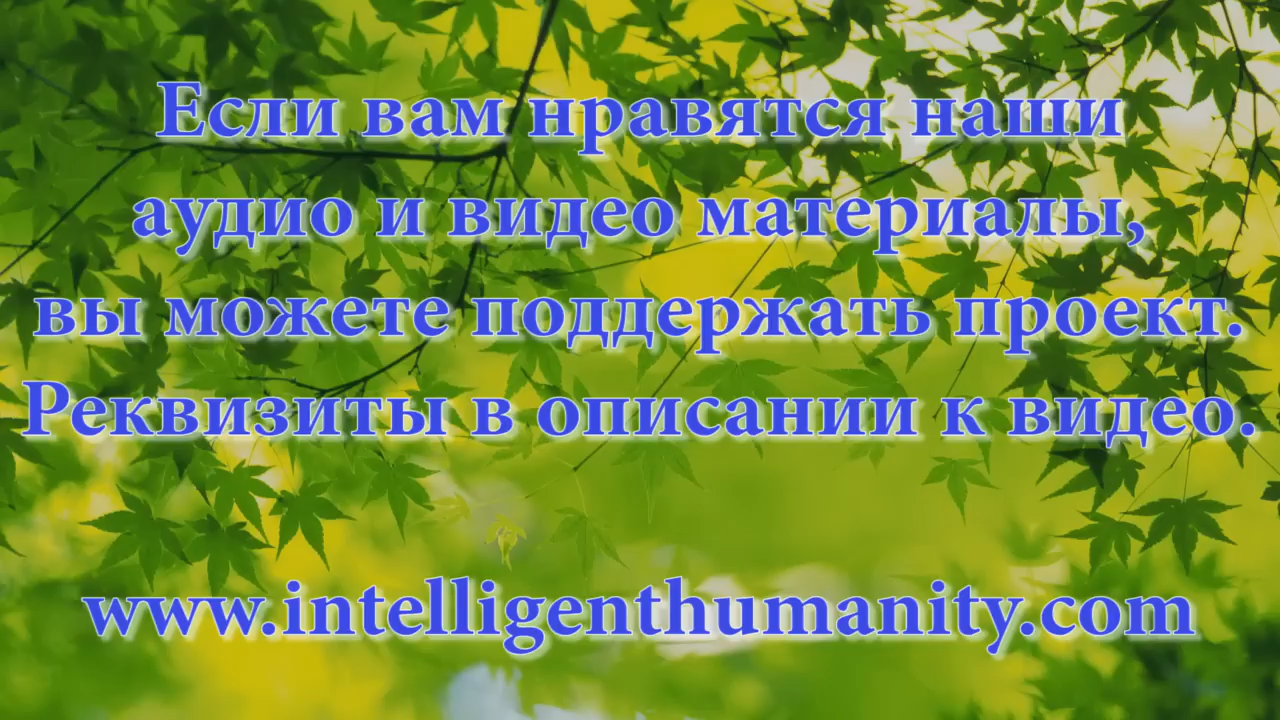 Если вам нравятся наши
аудио и видео материалы,
вы можете поддержать проект.
Реквизиты в описании к видео.
www.intelligenthumanity.com